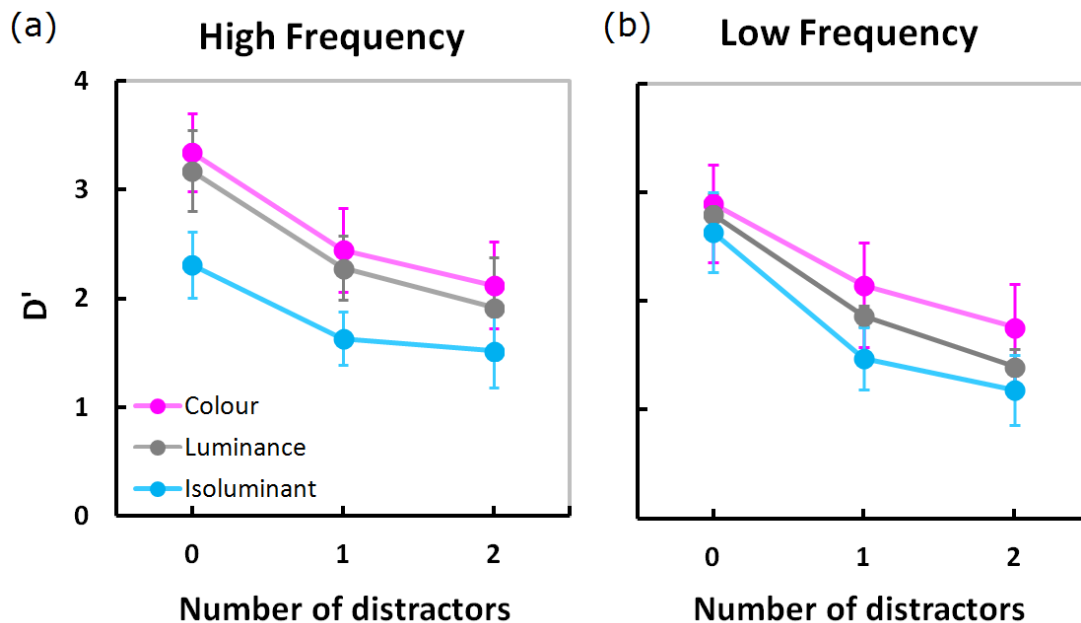 (a)
High Frequency
4
3
2
1
0
D'
Colour
Luminance
Isoluminant
0 1 2
Number of distractors
(b)
Low Frequency
0 1 2
Number of distractors